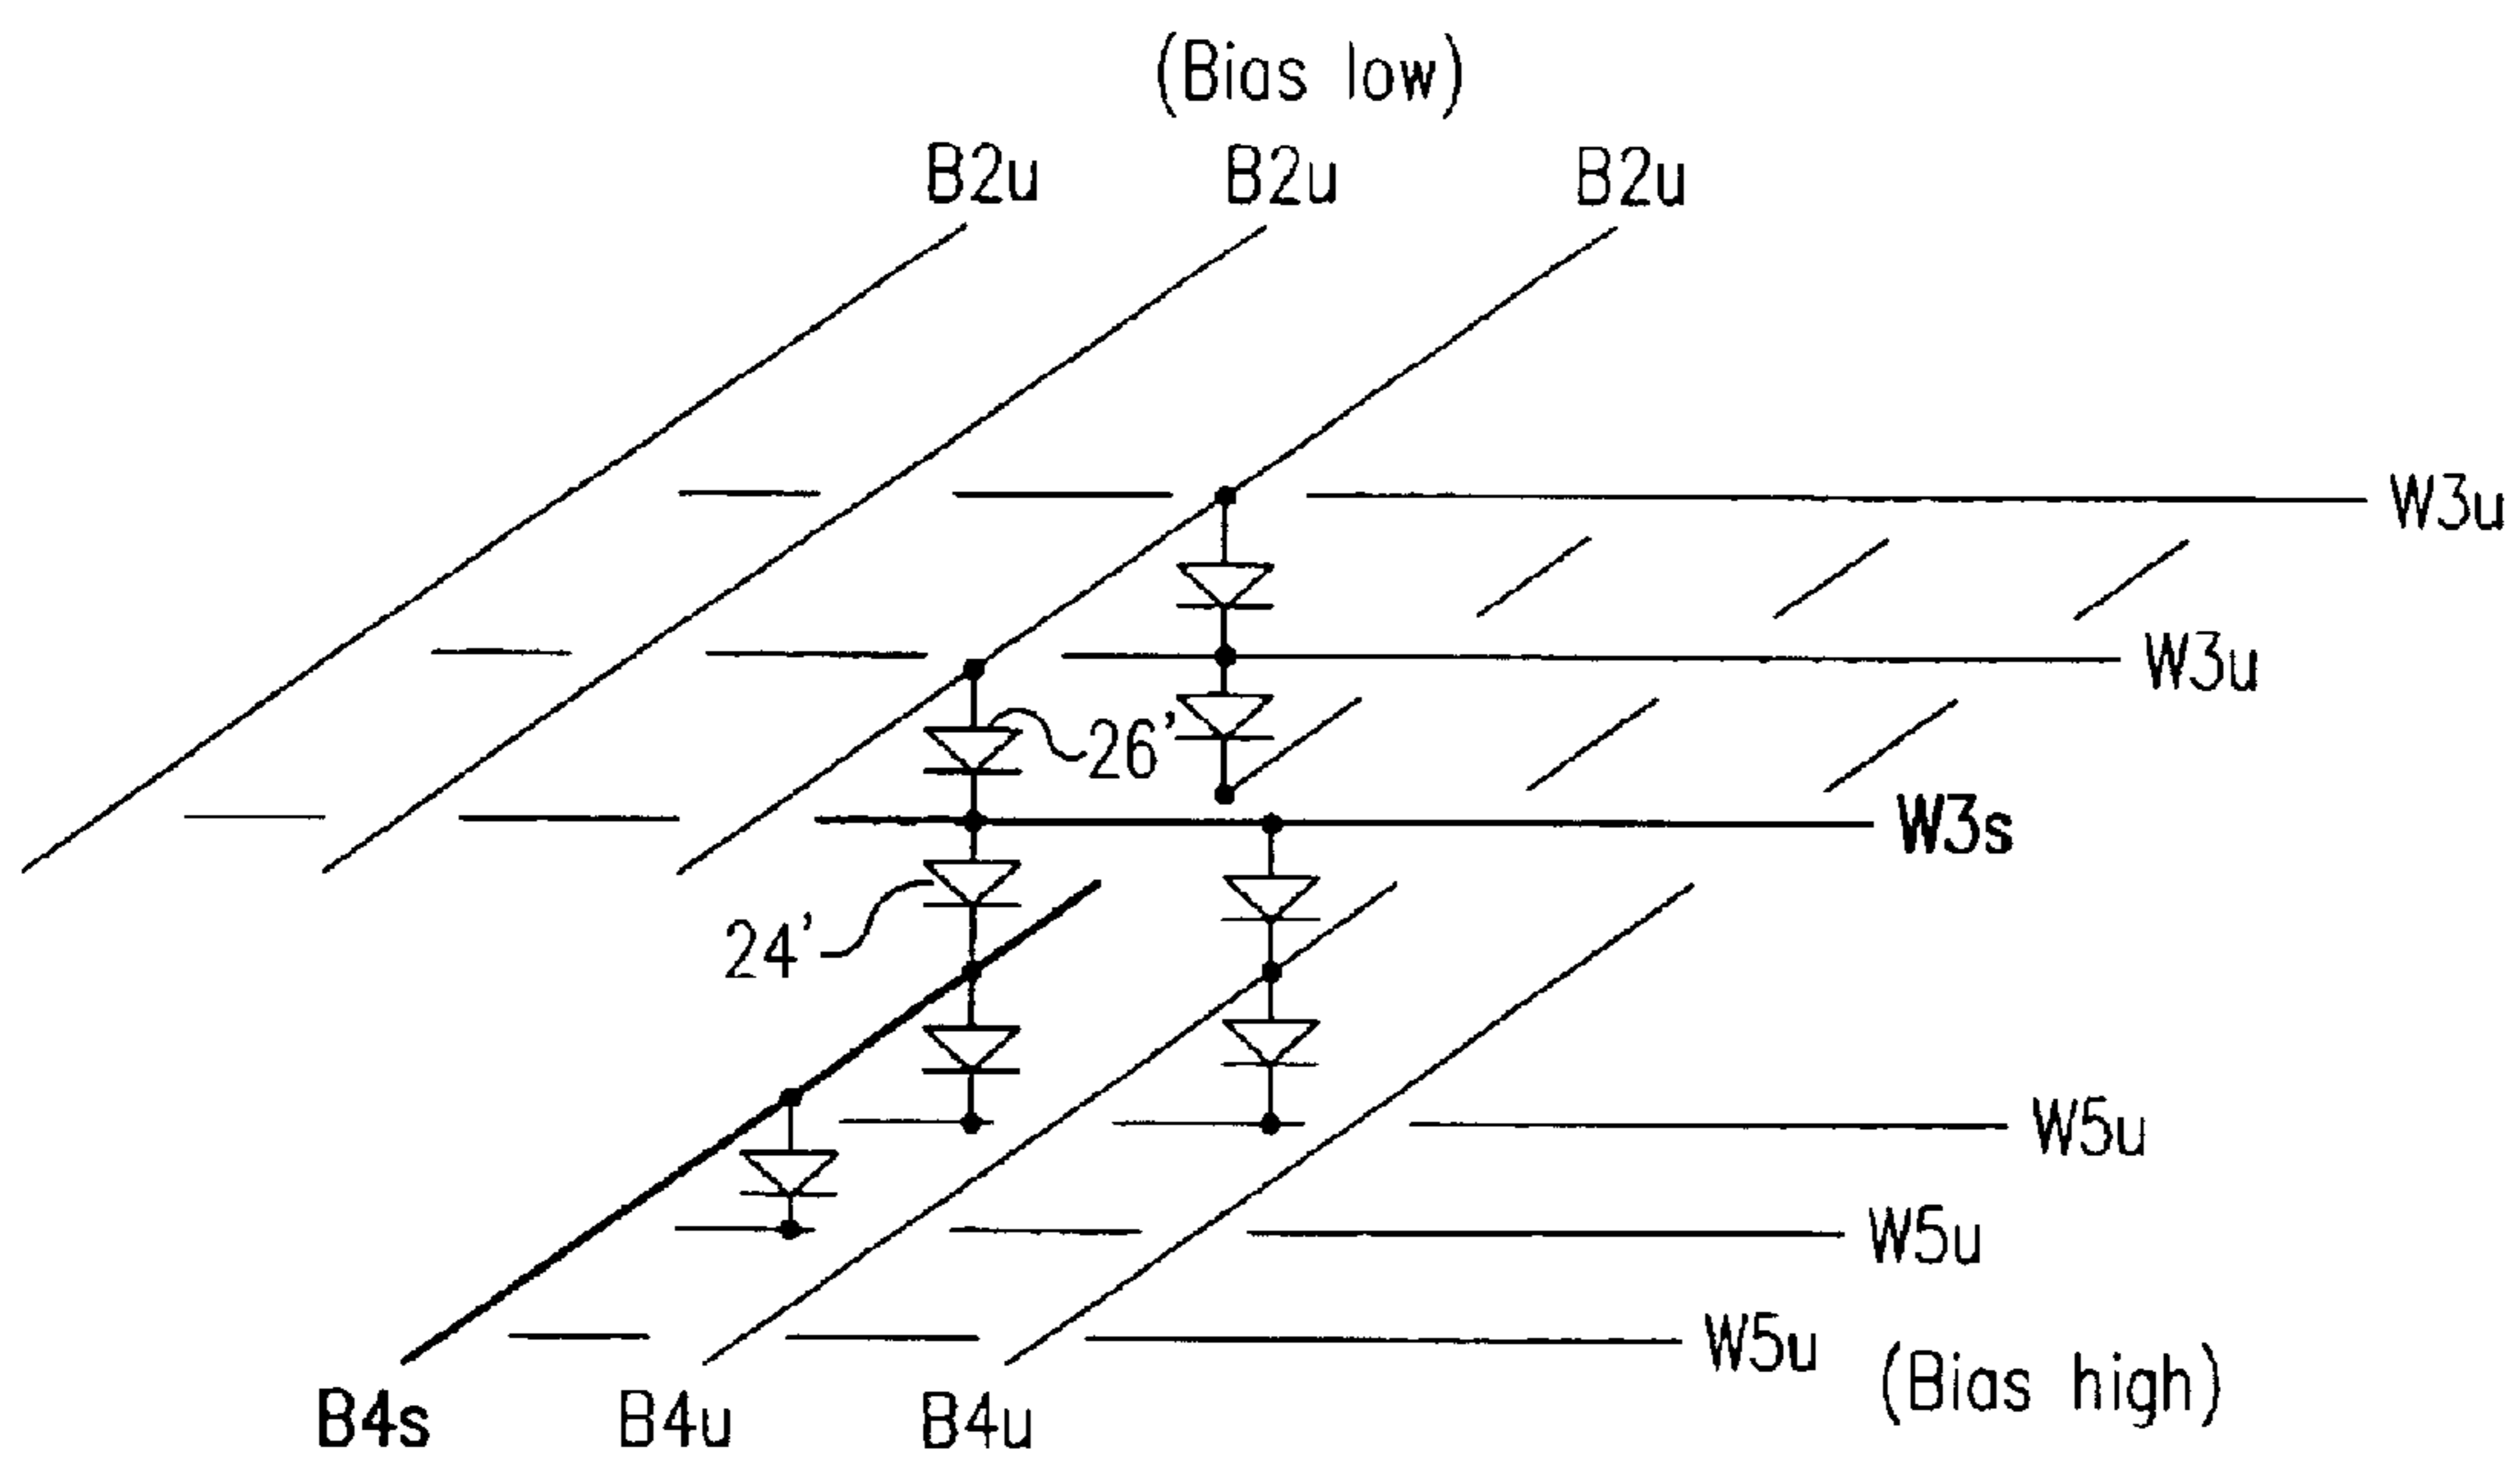 (Bias low)
B2u B2u B2u
W3u
W3u
26'
W3s
24'
W5u
W5u
W5u
(Bias high)
B4s B4u B4u